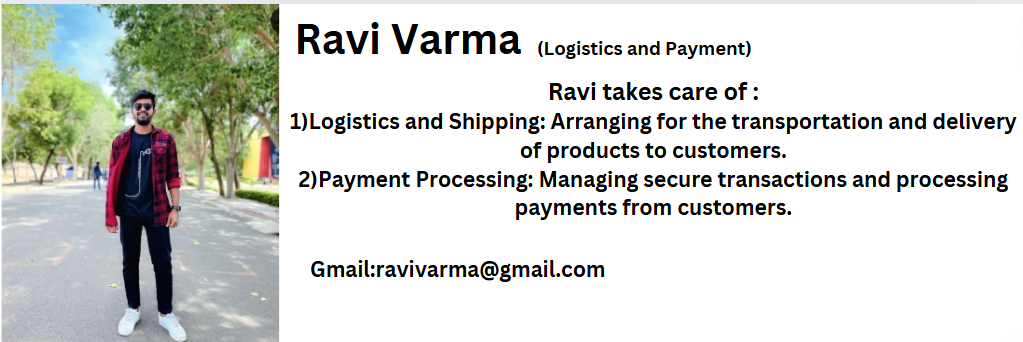 Ravi Varma (Logistics and Payment)
Ravi takes care of :
1)Logistics and Shipping: Arranging for the transportation and delivery
of products to customers.
2)Payment Processing: Managing secure transactions and processing
payments from customers.
Gmail:ravivarma@gmail.com